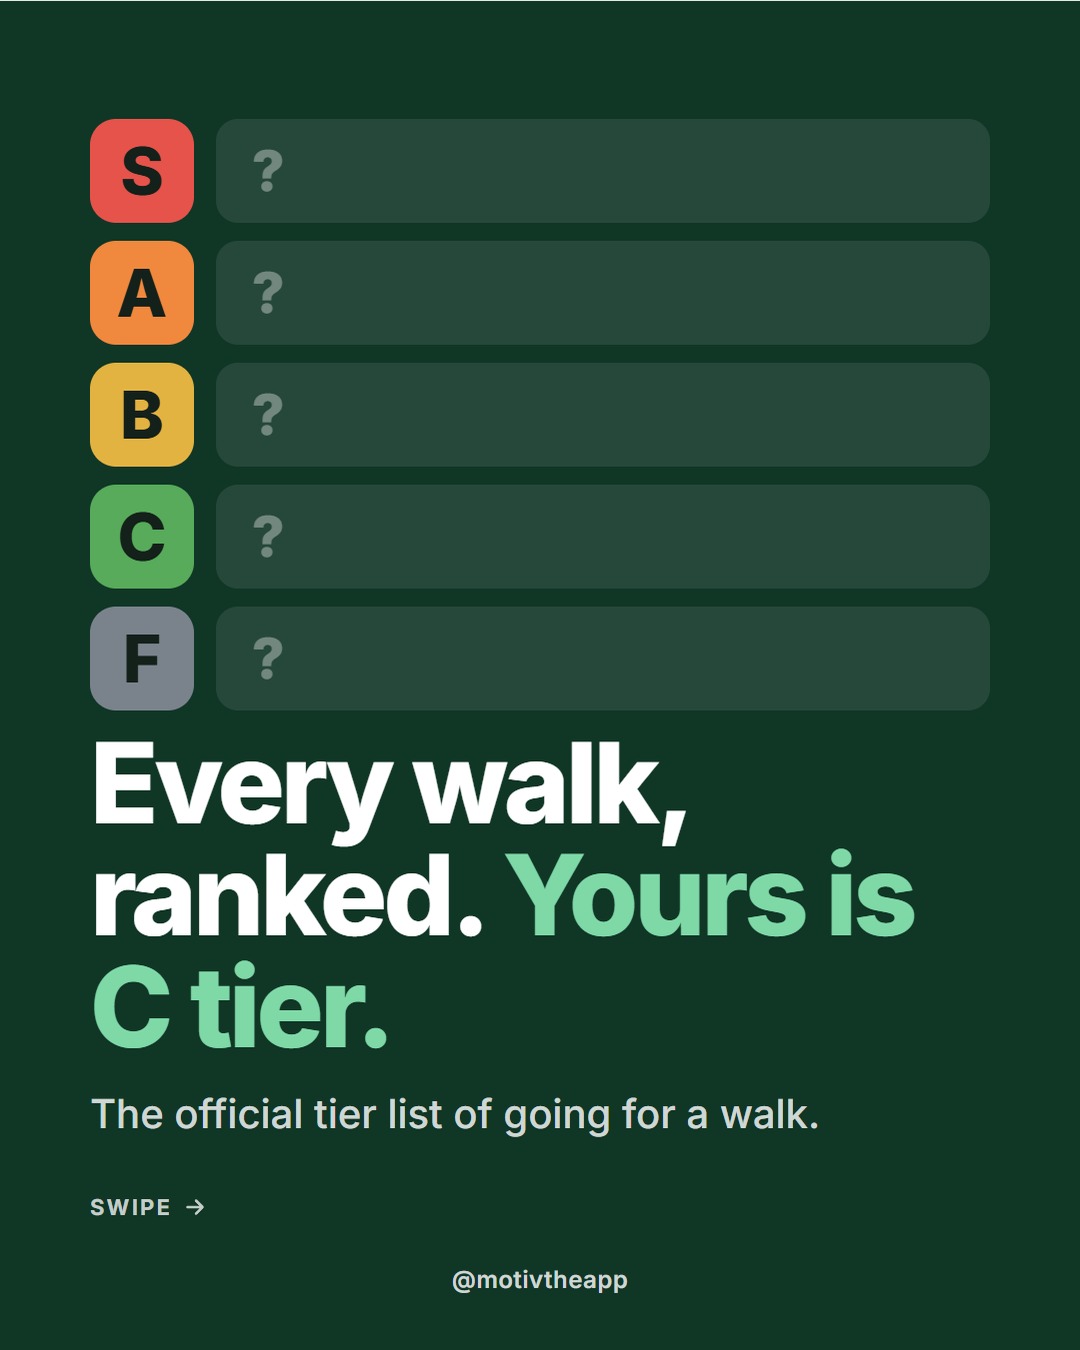 S ?
A ?
B ?
C ?
F ?
Every walk,
ranked. Yours is
C tier.
The official tier list of going for a walk.
SWIPE →
@motivtheapp